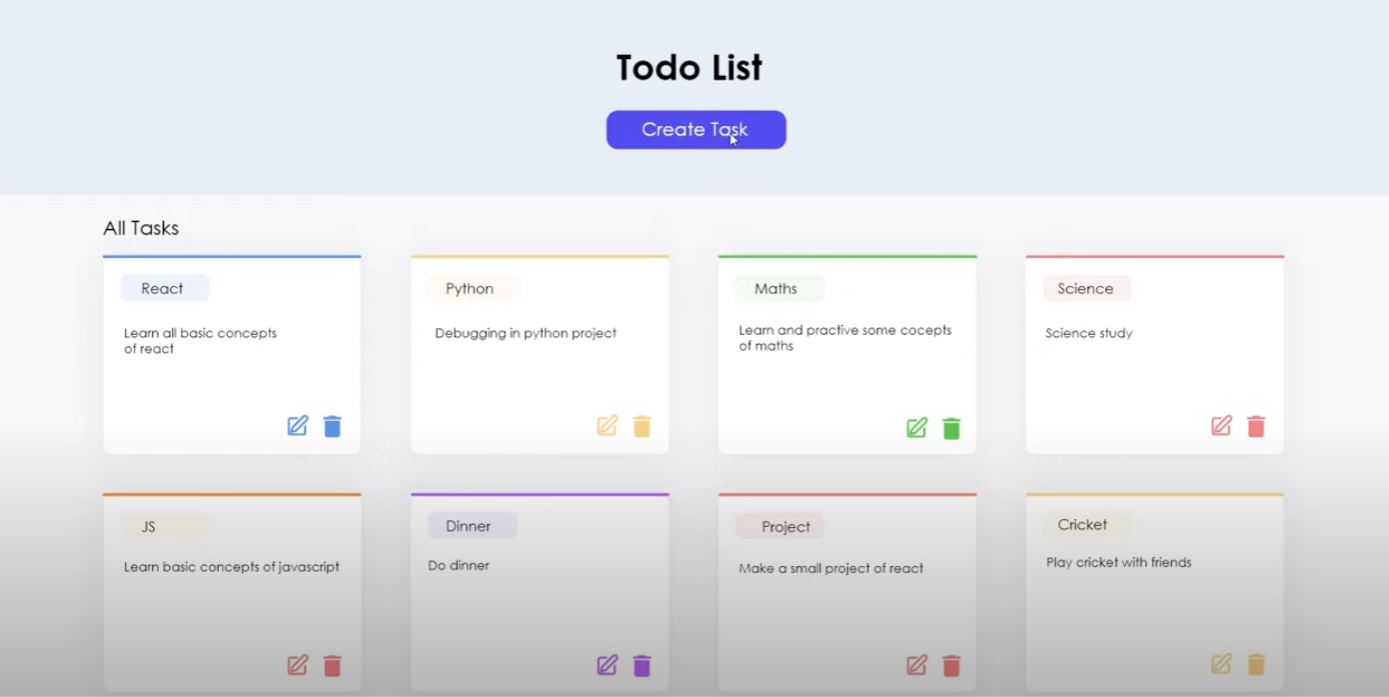 Todo List
Create Task
All Tasks
React
Learn all basic concepts
of react
Python
Debugging in python project
Maths
Learn and practive some cocepts
of maths
Science
Science study
JS
Learn basic concepts of javascript
Dinner
Do dinner
Project
Make a small project of react
Cricket
Play cricket with friends